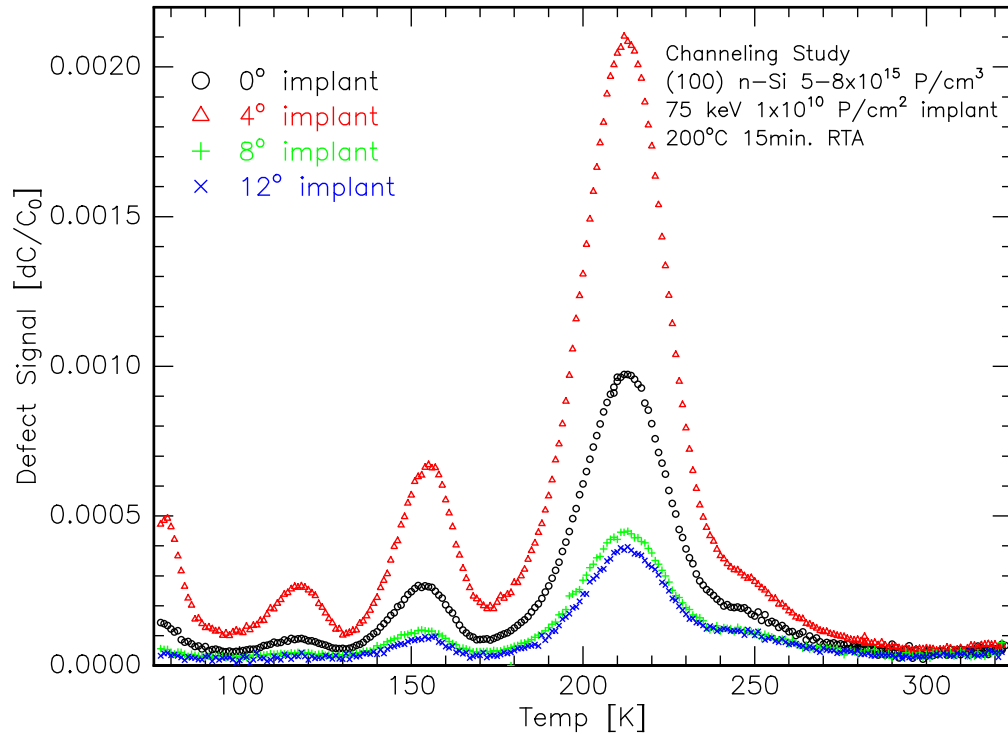 Channeling Study
(100) n-Si 5-8x10¹⁵ P/cm³
75 keV 1x10¹⁰ P/cm² implant
200°C 15min. RTA
0° implant
4° implant
8° implant
12° implant
Defect Signal [dC/C₀]
0.0020
0.0015
0.0010
0.0005
0.0000
100 150 200 250 300
Temp [K]